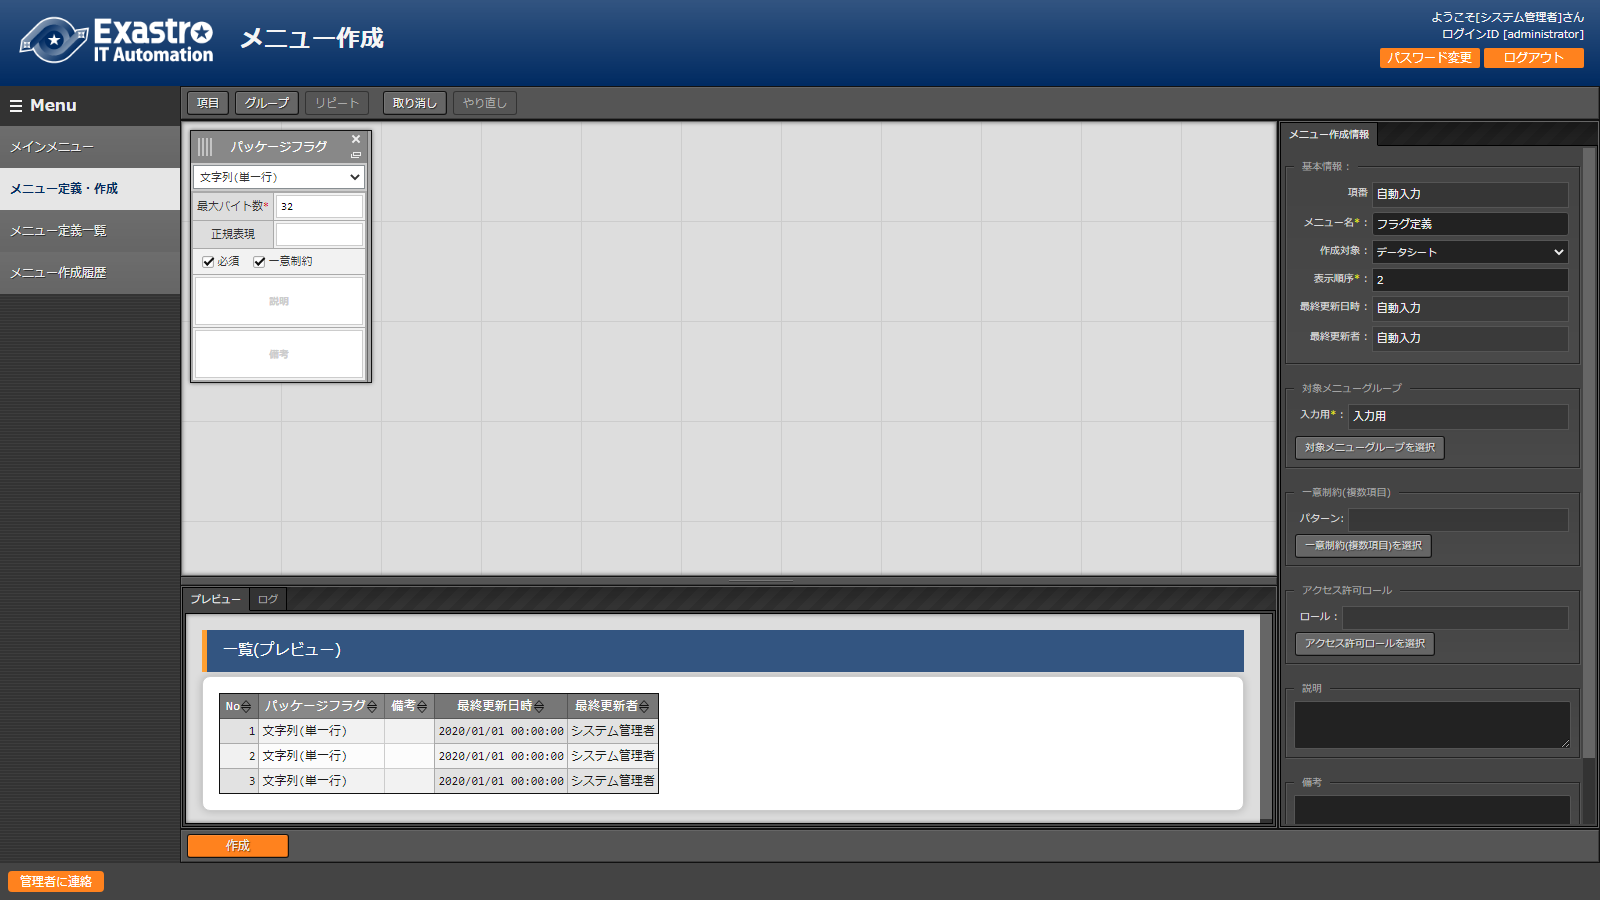 Exastro
IT Automation
メニュー作成
ようこそ[システム管理者]さん
ログインID [administrator]
パスワード変更
ログアウト
Menu
メインメニュー
メニュー定義・作成
メニュー定義一覧
メニュー作成履歴
項目
グループ
リピート
取り消し
やり直し
パッケージフラグ
文字列(単一行)
最大バイト数* 32
正規表現
必須 一意制約
説明
備考
プレビュー
ログ
一覧(プレビュー)
No パッケージフラグ 備考 最終更新日時 最終更新者
1 文字列(単一行) 2020/01/01 00:00:00 システム管理者
2 文字列(単一行) 2020/01/01 00:00:00 システム管理者
3 文字列(単一行) 2020/01/01 00:00:00 システム管理者
作成
メニュー作成情報
基本情報：
項番 自動入力
メニュー名*： フラグ定義
作成対象： データシート
表示順序*： 2
最終更新日時： 自動入力
最終更新者： 自動入力
対象メニューグループ
入力用*： 入力用
対象メニューグループを選択
一意制約(複数項目)
パターン:
一意制約(複数項目)を選択
アクセス許可ロール
ロール：
アクセス許可ロールを選択
説明
備考
管理者に連絡